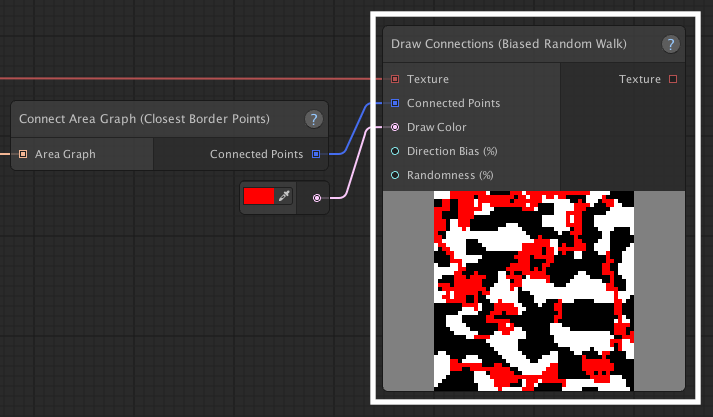 Draw Connections (Biased Random Walk) ?
Texture Texture
Connect Area Graph (Closest Border Points) ?
Connected Points
Draw Color
Area Graph Connected Points
Direction Bias (%)
Randomness (%)